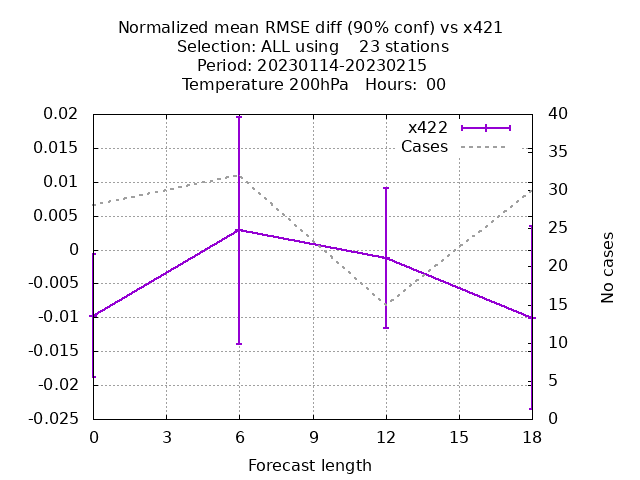 Normalized mean RMSE diff (90% conf) vs x421
Selection: ALL using    23 stations
Period: 20230114-20230215
Temperature 200hPa   Hours:  00
0.02
0.015
0.01
0.005
0
-0.005
-0.01
-0.015
-0.02
-0.025
40
35
30
25
20
15
10
5
0
x422
Cases
No cases
0 3 6 9 12 15 18
Forecast length